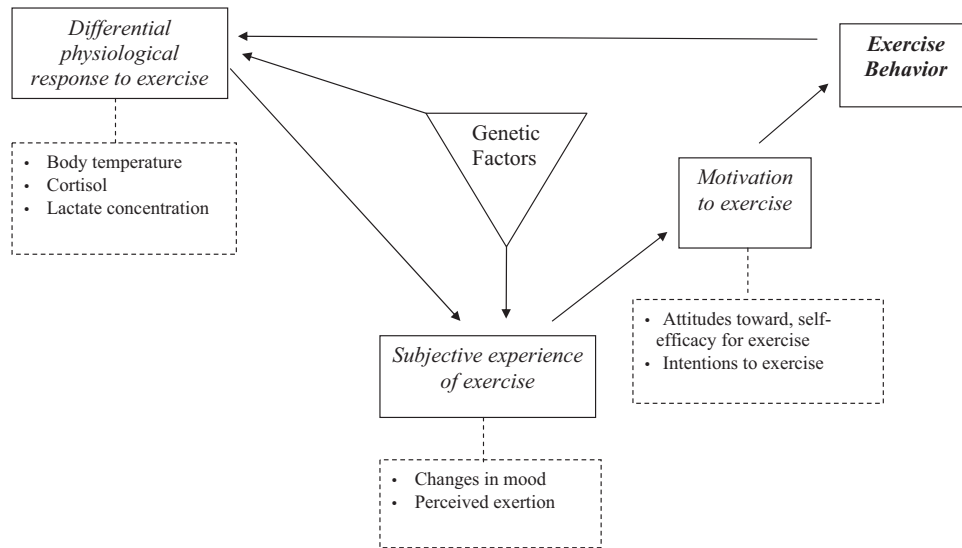 Differential
physiological
response to exercise
• Body temperature
• Cortisol
• Lactate concentration
Genetic
Factors
Exercise
Behavior
Motivation
to exercise
• Attitudes toward, self-
efficacy for exercise
• Intentions to exercise
Subjective experience
of exercise
• Changes in mood
• Perceived exertion